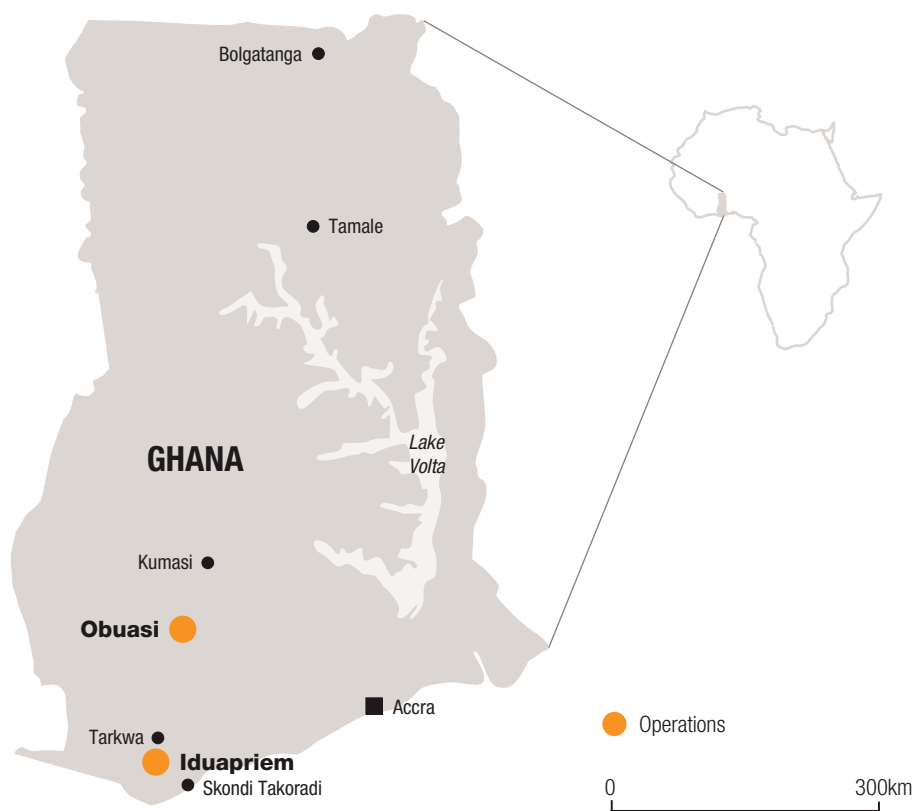 Bolgatanga
Tamale
Lake
Volta
GHANA
Kumasi
Obuasi
Accra
Operations
Tarkwa
Iduapriem
Skondi Takoradi
0 300km